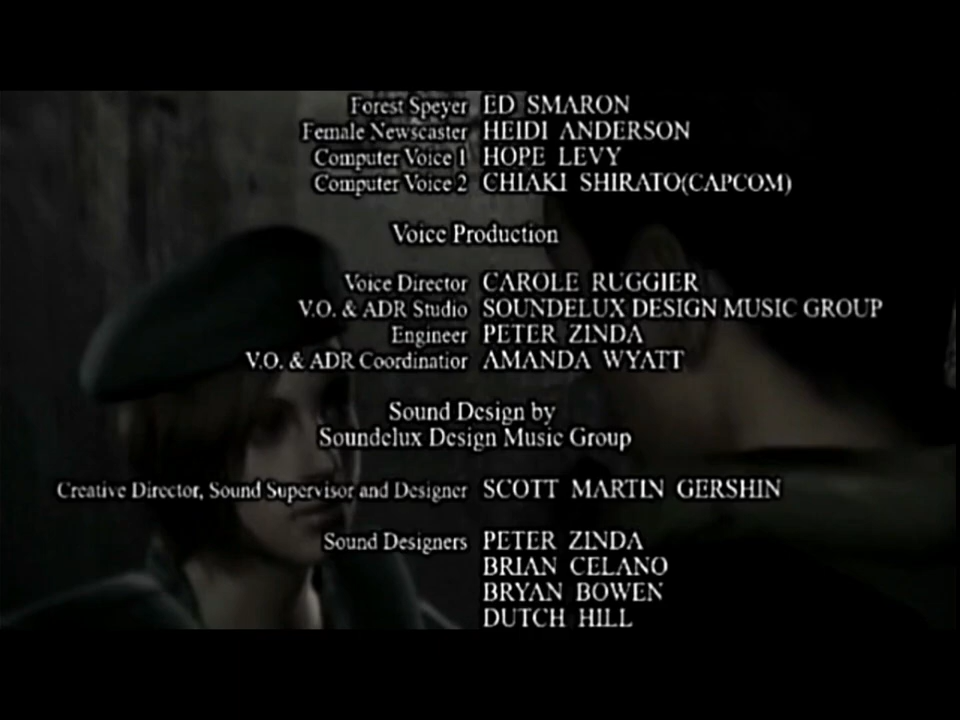 Forest Speyer ED SMARON
Female Newscaster HEIDI ANDERSON
Computer Voice 1 HOPE LEVY
Computer Voice 2 CHIAKI SHIRATO(CAPCOM)
Voice Production
Voice Director CAROLE RUGGIER
V.O. & ADR Studio SOUNDELUX DESIGN MUSIC GROUP
Engineer PETER ZINDA
V.O. & ADR Coordinatior AMANDA WYATT
Sound Design by
Soundelux Design Music Group
Creative Director, Sound Supervisor and Designer SCOTT MARTIN GERSHIN
Sound Designers PETER ZINDA
BRIAN CELANO
BRYAN BOWEN
DUTCH HILL